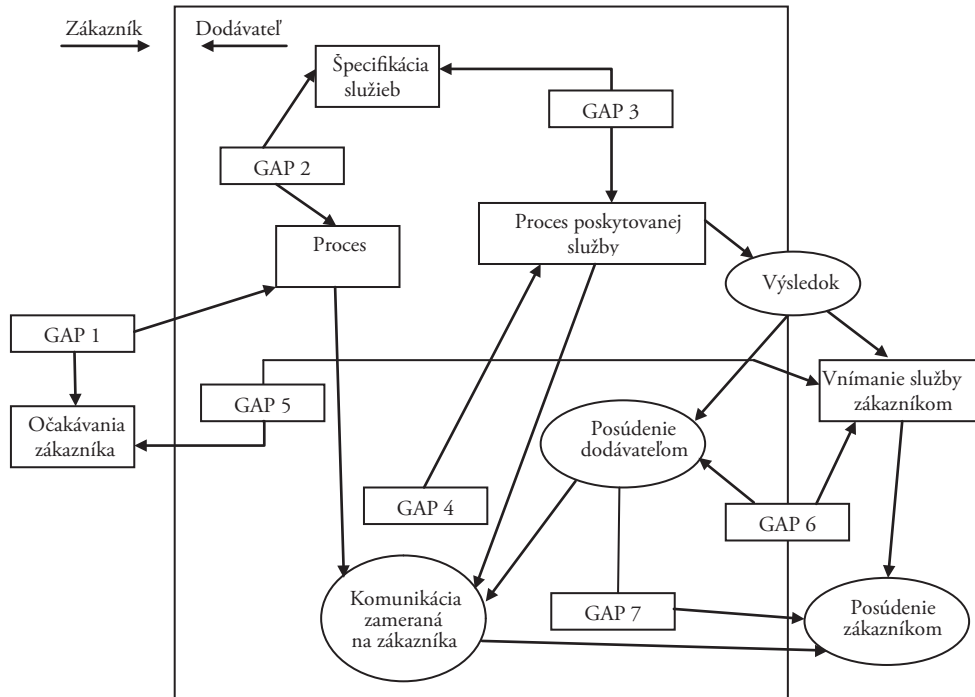 Zákazník
Dodávateľ
Špecifikácia
služieb
GAP 3
GAP 2
Proces
Proces poskytovanej
služby
Výsledok
GAP 1
GAP 5
Vnímanie služby
zákazníkom
Očakávania
zákazníka
Posúdenie
dodávateľom
GAP 4
GAP 6
Komunikácia
zameraná
na zákazníka
GAP 7
Posúdenie
zákazníkom